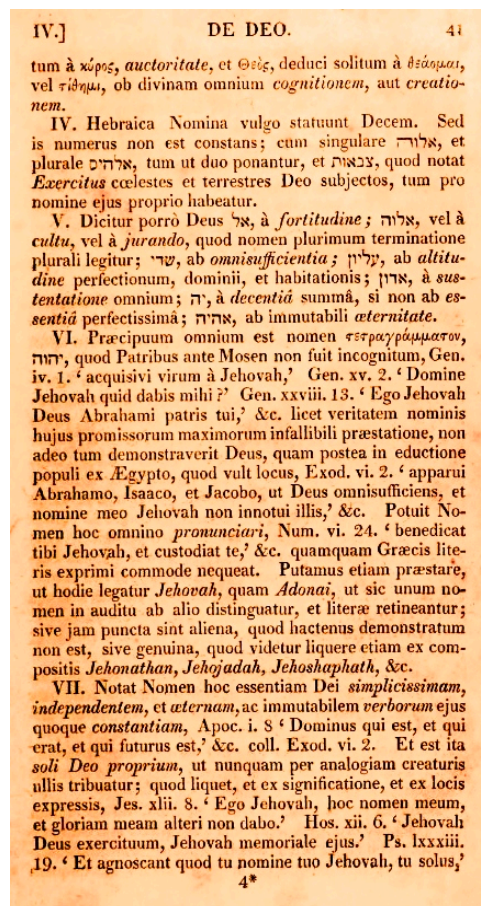 IV.] DE DEO. 41
tum à κύρος, auctoritate, et Θεὸς, deduci solitum à θεάομαι,
vel τίθημι, ob divinam omnium cognitionem, aut creatio-
nem.
IV. Hebraica Nomina vulgo statuunt Decem. Sed
is numerus non est constans; cum singulare אלוה, et
plurale אלהים, tum ut duo ponantur, et צבאות, quod notat
Exercitus cœlestes et terrestres Deo subjectos, tum pro
nomine ejus proprio habeatur.
V. Dicitur porrò Deus אל, à fortitudine; אלוה, vel à
cultu, vel à jurando, quod nomen plurimum terminatione
plurali legitur; שדי, ab omnisufficientia; עליון, ab altitu-
dine perfectionum, dominii, et habitationis; אדון, à sus-
tentatione omnium; יה, à decentiâ summâ, si non ab es-
sentiâ perfectissimâ; אהיה, ab immutabili æternitate.
VI. Præcipuum omnium est nomen τετραγράμματον,
יהוה, quod Patribus ante Mosen non fuit incognitum, Gen.
iv. 1. ‘ acquisivi virum à Jehovah,’ Gen. xv. 2. ‘ Domine
Jehovah quid dabis mihi ?’ Gen. xxviii. 13. ‘ Ego Jehovah
Deus Abrahami patris tui,’ &c. licet veritatem nominis
hujus promissorum maximorum infallibili præstatione, non
adeo tum demonstraverit Deus, quam postea in eductione
populi ex Ægypto, quod vult locus, Exod. vi. 2. ‘ apparui
Abrahamo, Isaaco, et Jacobo, ut Deus omnisufficiens, et
nomine meo Jehovah non innotui illis,’ &c. Potuit No-
men hoc omnino pronunciari, Num. vi. 24. ‘ benedicat
tibi Jehovah, et custodiat te,’ &c. quamquam Græcis lite-
ris exprimi commode nequeat. Putamus etiam præstare,
ut hodie legatur Jehovah, quam Adonai, ut sic unum no-
men in auditu ab alio distinguatur, et literæ retineantur;
sive jam puncta sint aliena, quod hactenus demonstratum
non est, sive genuina, quod videtur liquere etiam ex com-
positis Jehonathan, Jehojadah, Jehoshaphath, &c.
VII. Notat Nomen hoc essentiam Dei simplicissimam,
independentem, et æternam, ac immutabilem verborum ejus
quoque constantiam, Apoc. i. 8 ‘ Dominus qui est, et qui
erat, et qui futurus est,’ &c. coll. Exod. vi. 2. Et est ita
soli Deo proprium, ut nunquam per analogiam creaturis
ullis tribuatur; quod liquet, et ex significatione, et ex locis
expressis, Jes. xlii. 8. ‘ Ego Jehovah, hoc nomen meum,
et gloriam meam alteri non dabo.’ Hos. xii. 6. ‘ Jehovah
Deus exercituum, Jehovah memoriale ejus.’ Ps. lxxxiii.
19. ‘ Et agnoscant quod tu nomine tuo Jehovah, tu solus,’
4*